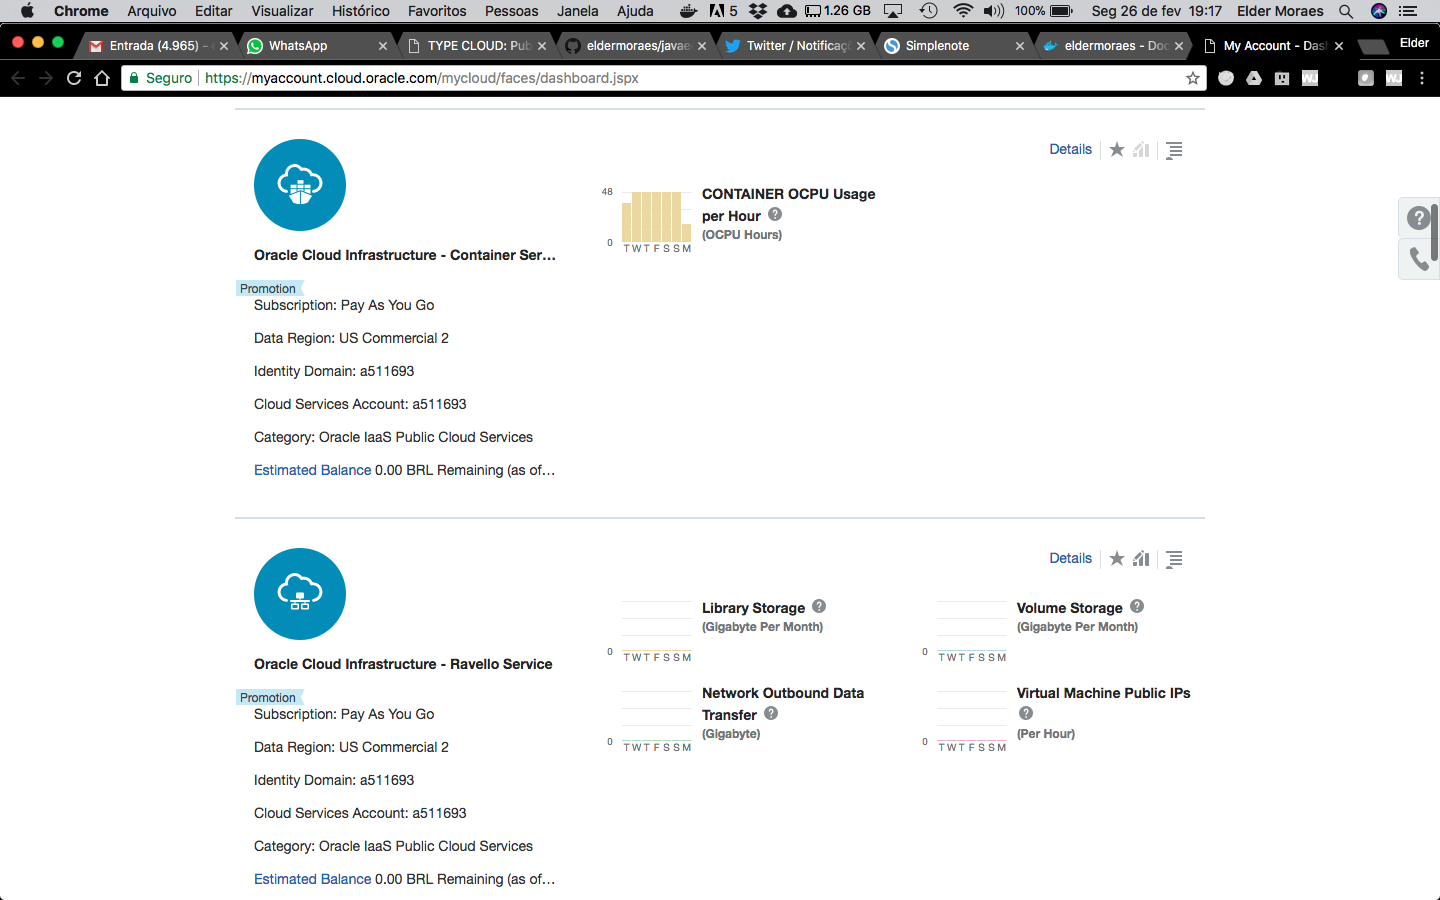 Chrome Arquivo Editar Visualizar Histórico Favoritos Pessoas Janela Ajuda 5 1.26 GB 100% Seg 26 de fev 19:17 Elder Moraes
Entrada (4.965) – WhatsApp TYPE CLOUD: Pub eldermoraes/javae Twitter / Notificaç Simplenote eldermoraes - Doc My Account - Das Elder
Seguro https://myaccount.cloud.oracle.com/mycloud/faces/dashboard.jspx
Details
48
0
T W T F S S M
CONTAINER OCPU Usage
per Hour ?
(OCPU Hours)
Oracle Cloud Infrastructure - Container Ser...
Promotion
Subscription: Pay As You Go
Data Region: US Commercial 2
Identity Domain: a511693
Cloud Services Account: a511693
Category: Oracle IaaS Public Cloud Services
Estimated Balance 0.00 BRL Remaining (as of...
?
Details
Oracle Cloud Infrastructure - Ravello Service
Promotion
Subscription: Pay As You Go
Data Region: US Commercial 2
Identity Domain: a511693
Cloud Services Account: a511693
Category: Oracle IaaS Public Cloud Services
Estimated Balance 0.00 BRL Remaining (as of...
0
T W T F S S M
Library Storage ?
(Gigabyte Per Month)
0
T W T F S S M
Volume Storage ?
(Gigabyte Per Month)
0
T W T F S S M
Network Outbound Data
Transfer ?
(Gigabyte)
0
T W T F S S M
Virtual Machine Public IPs
?
(Per Hour)